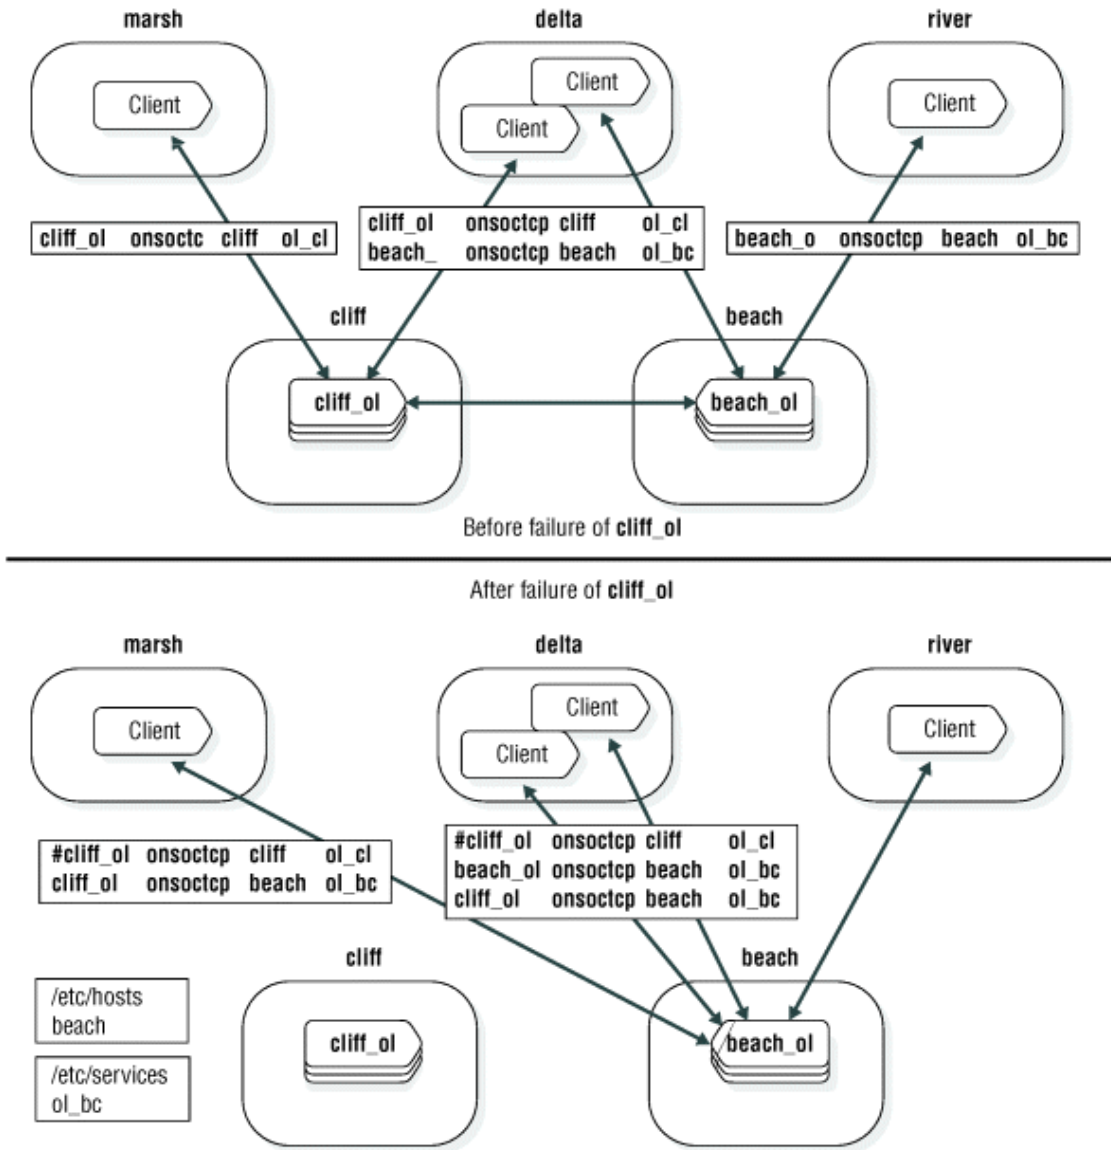 marsh delta river
Client
Client
Client
Client
cliff_ol onsoctc cliff ol_cl
cliff_ol onsoctcp cliff ol_cl
beach_ onsoctcp beach ol_bc
beach_o onsoctcp beach ol_bc
cliff beach
cliff_ol
beach_ol
Before failure of cliff_ol
After failure of cliff_ol
marsh delta river
Client
Client
Client
Client
#cliff_ol onsoctcp cliff ol_cl
cliff_ol onsoctcp beach ol_bc
#cliff_ol onsoctcp cliff ol_cl
beach_ol onsoctcp beach ol_bc
cliff_ol onsoctcp beach ol_bc
cliff beach
/etc/hosts
beach
/etc/services
ol_bc
cliff_ol
beach_ol